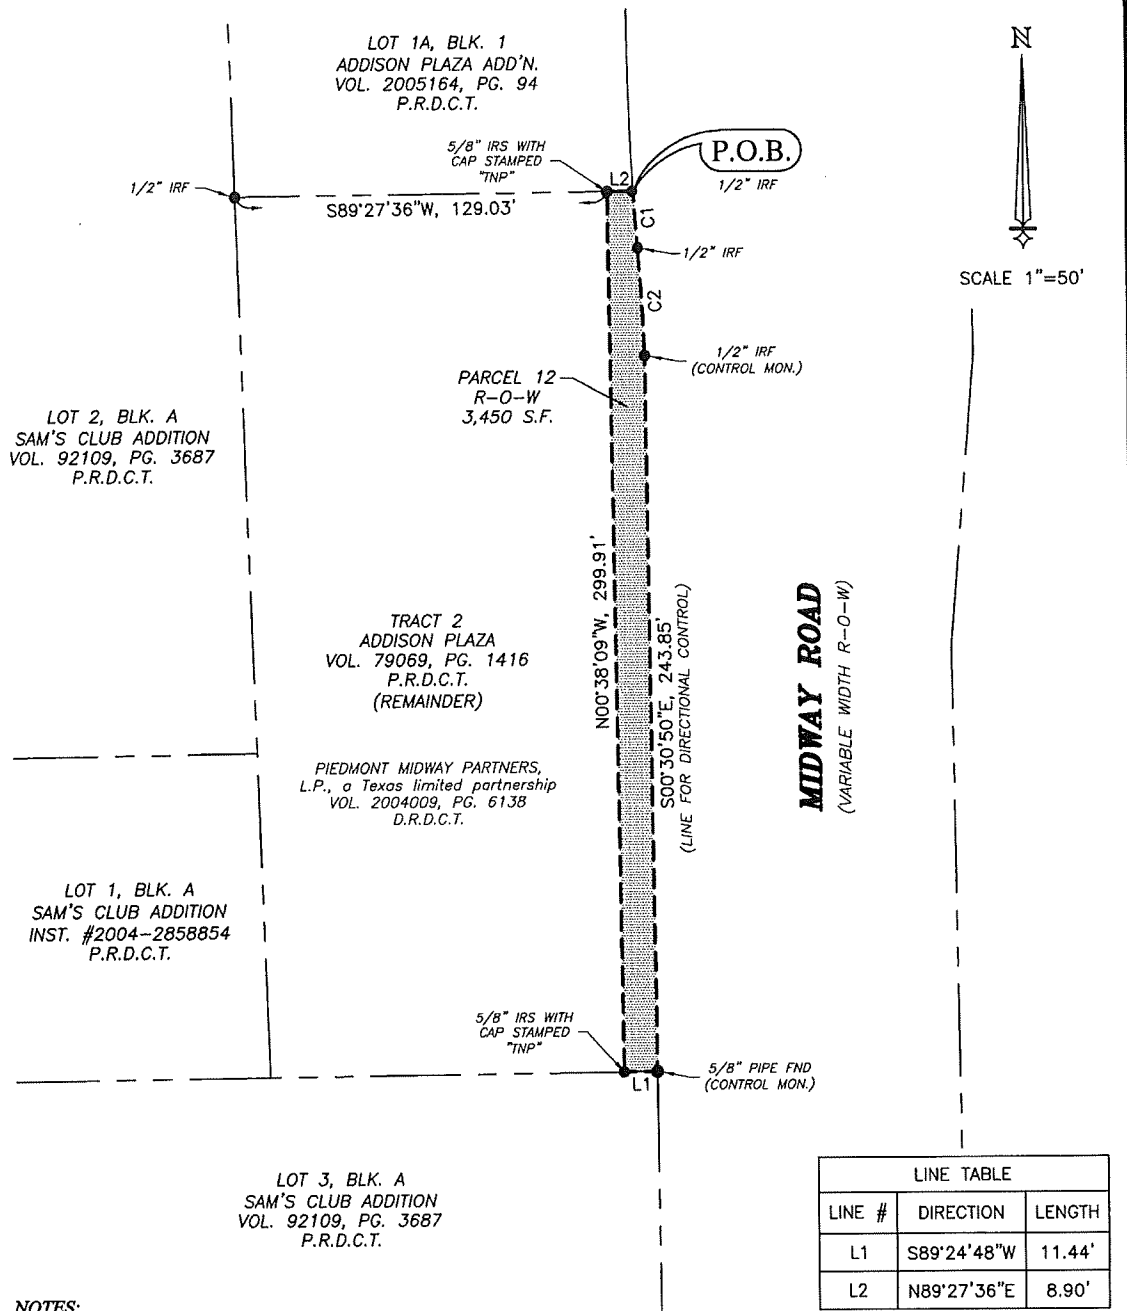 LOT 1A, BLK. 1
ADDISON PLAZA ADD'N.
VOL. 2005164, PG. 94
P.R.D.C.T.
N
SCALE 1"=50'
5/8" IRS WITH
CAP STAMPED
"TNP"
L2
P.O.B.
1/2" IRF
1/2" IRF
S89°27'36"W, 129.03'
C1
1/2" IRF
C2
1/2" IRF
(CONTROL MON.)
PARCEL 12
R-O-W
3,450 S.F.
LOT 2, BLK. A
SAM'S CLUB ADDITION
VOL. 92109, PG. 3687
P.R.D.C.T.
N00°38'09"W, 299.91'
S00°30'50"E, 243.85'
(LINE FOR DIRECTIONAL CONTROL)
MIDWAY ROAD
(VARIABLE WIDTH R-O-W)
TRACT 2
ADDISON PLAZA
VOL. 79069, PG. 1416
P.R.D.C.T.
(REMAINDER)
PIEDMONT MIDWAY PARTNERS,
L.P., a Texas limited partnership
VOL. 2004009, PG. 6138
D.R.D.C.T.
LOT 1, BLK. A
SAM'S CLUB ADDITION
INST. #2004-2858854
P.R.D.C.T.
5/8" IRS WITH
CAP STAMPED
"TNP"
L1
5/8" PIPE FND
(CONTROL MON.)
LOT 3, BLK. A
SAM'S CLUB ADDITION
VOL. 92109, PG. 3687
P.R.D.C.T.
LINE TABLE
LINE # DIRECTION LENGTH
L1 S89°24'48"W 11.44'
L2 N89°27'36"E 8.90'
NOTES: